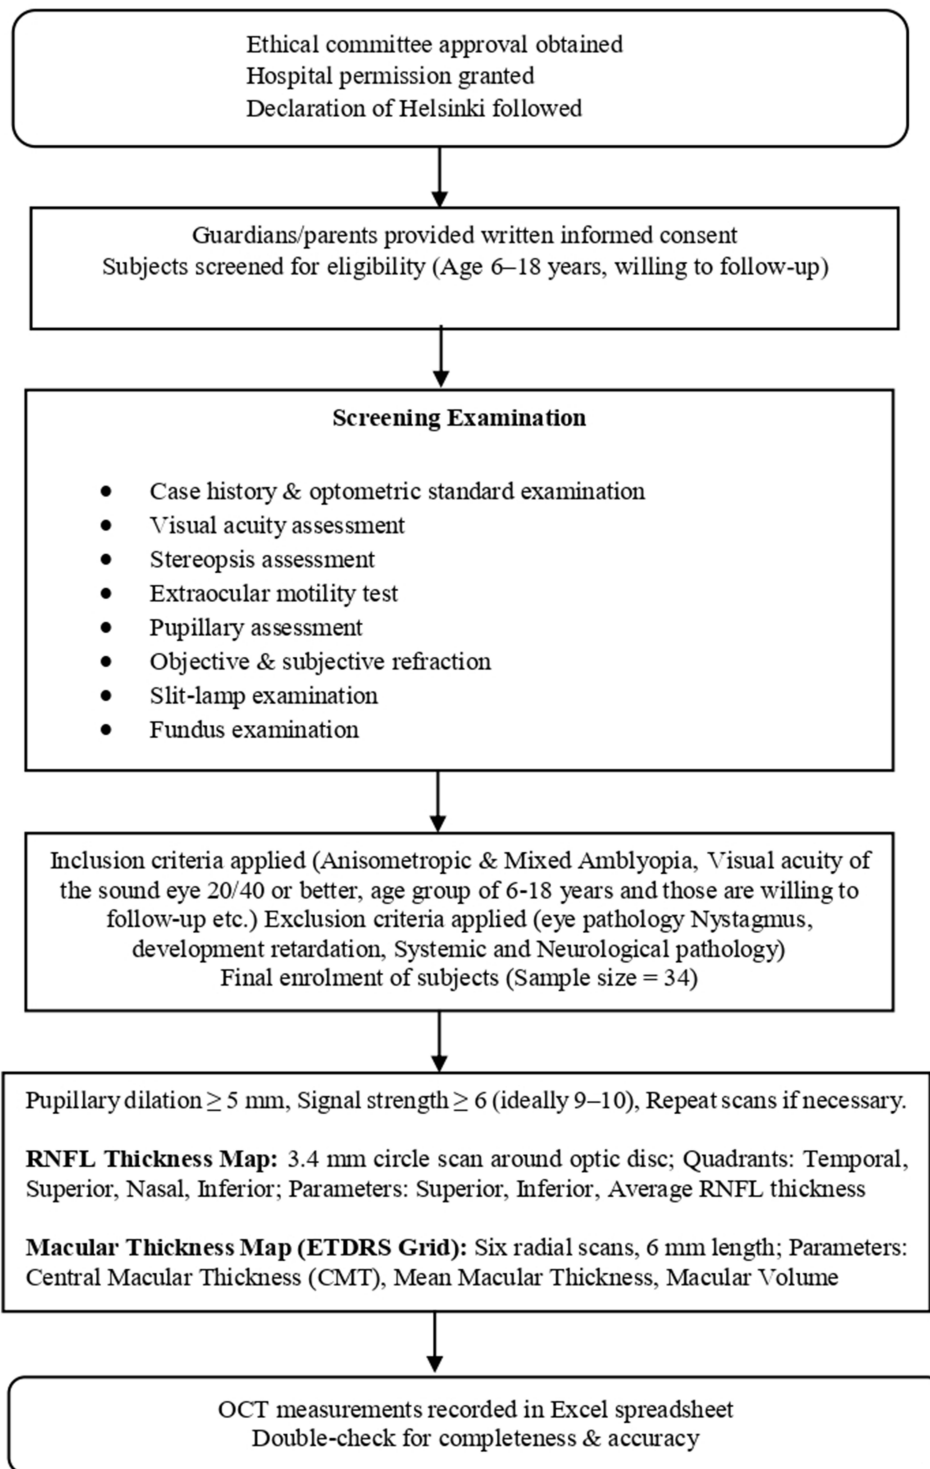 Ethical committee approval obtained
Hospital permission granted
Declaration of Helsinki followed
Guardians/parents provided written informed consent
Subjects screened for eligibility (Age 6–18 years, willing to follow-up)
Screening Examination
● Case history & optometric standard examination
● Visual acuity assessment
● Stereopsis assessment
● Extraocular motility test
● Pupillary assessment
● Objective & subjective refraction
● Slit-lamp examination
● Fundus examination
Inclusion criteria applied (Anisometropic & Mixed Amblyopia, Visual acuity of
the sound eye 20/40 or better, age group of 6-18 years and those are willing to
follow-up etc.) Exclusion criteria applied (eye pathology Nystagmus,
development retardation, Systemic and Neurological pathology)
Final enrolment of subjects (Sample size = 34)
Pupillary dilation ≥ 5 mm, Signal strength ≥ 6 (ideally 9–10), Repeat scans if necessary.
RNFL Thickness Map: 3.4 mm circle scan around optic disc; Quadrants: Temporal,
Superior, Nasal, Inferior; Parameters: Superior, Inferior, Average RNFL thickness
Macular Thickness Map (ETDRS Grid): Six radial scans, 6 mm length; Parameters:
Central Macular Thickness (CMT), Mean Macular Thickness, Macular Volume
OCT measurements recorded in Excel spreadsheet
Double-check for completeness & accuracy